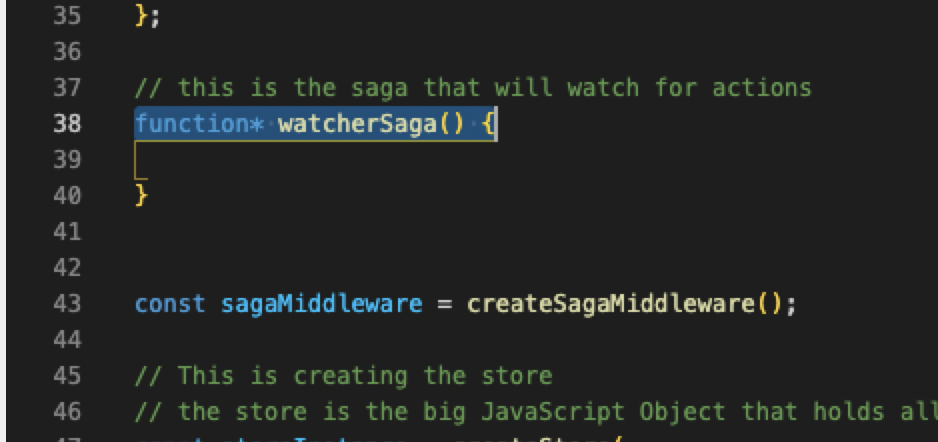 35 };
36
37 // this is the saga that will watch for actions
38 function* watcherSaga() {
39
40 }
41
42
43 const sagaMiddleware = createSagaMiddleware();
44
45 // This is creating the store
46 // the store is the big JavaScript Object that holds all